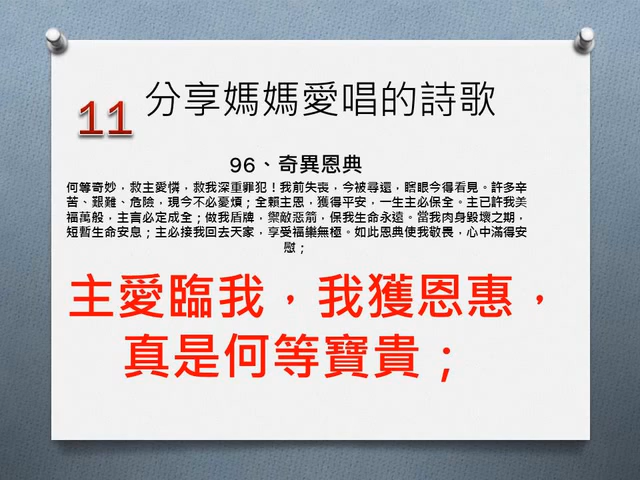 11
分享媽媽愛唱的詩歌
96、奇異恩典
何等奇妙，救主愛憐，救我深重罪犯！我前失喪，今被尋還，瞎眼今得看見。許多辛
苦、艱難、危險，現今不必憂煩；全賴主恩，獲得平安，一生主必保全。主已許我美
福萬般，主言必定成全；做我盾牌，禦敵惡箭，保我生命永遠。當我肉身毀壞之期，
短暫生命安息；主必接我回去天家，享受福樂無極。如此恩典使我敬畏，心中滿得安
慰；
主愛臨我，我獲恩惠，
真是何等寶貴；